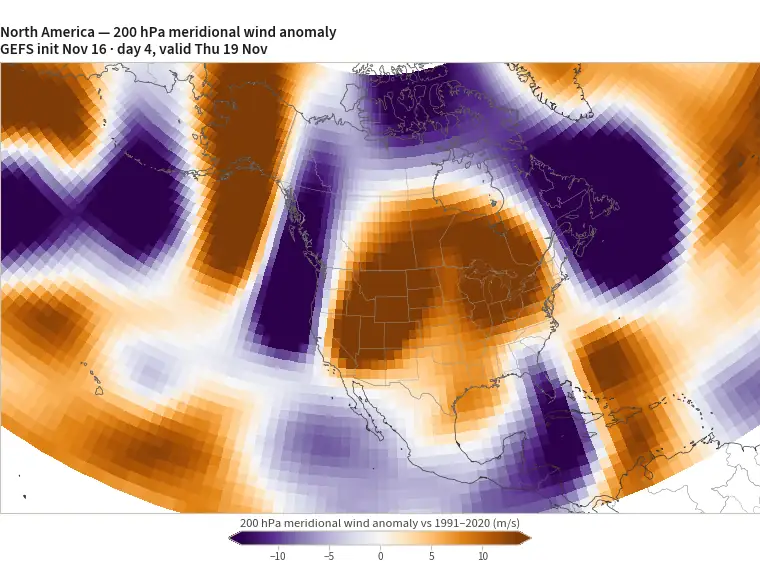 North America — 200 hPa meridional wind anomaly
GEFS init Nov 16 · day 4, valid Thu 19 Nov
200 hPa meridional wind anomaly vs 1991–2020 (m/s)
−10 −5 0 5 10